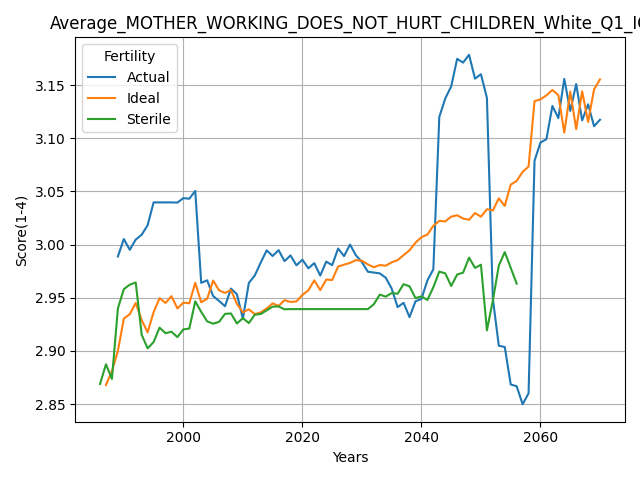 Average_MOTHER_WORKING_DOES_NOT_HURT_CHILDREN_White_Q1_I
Fertility
Actual
Ideal
Sterile
Score(1-4)
3.15
3.10
3.05
3.00
2.95
2.90
2.85
2000
2020
2040
2060
Years